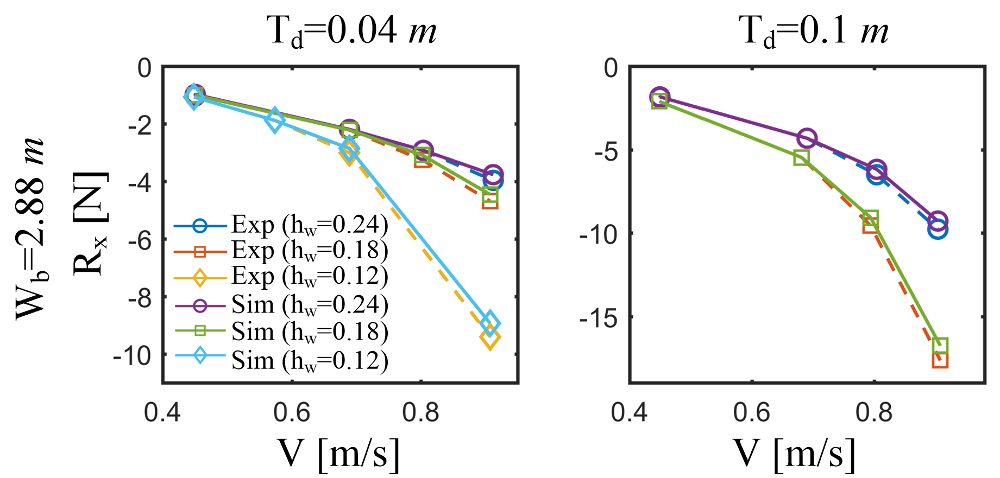 T_d=0.04 m
T_d=0.1 m
W_b=2.88 m
R_x [N]
0
-2
-4
-6
-8
-10
Exp (h_w=0.24)
Exp (h_w=0.18)
Exp (h_w=0.12)
Sim (h_w=0.24)
Sim (h_w=0.18)
Sim (h_w=0.12)
0.4 0.6 0.8
V [m/s]
0
-5
-10
-15
0.4 0.6 0.8
V [m/s]